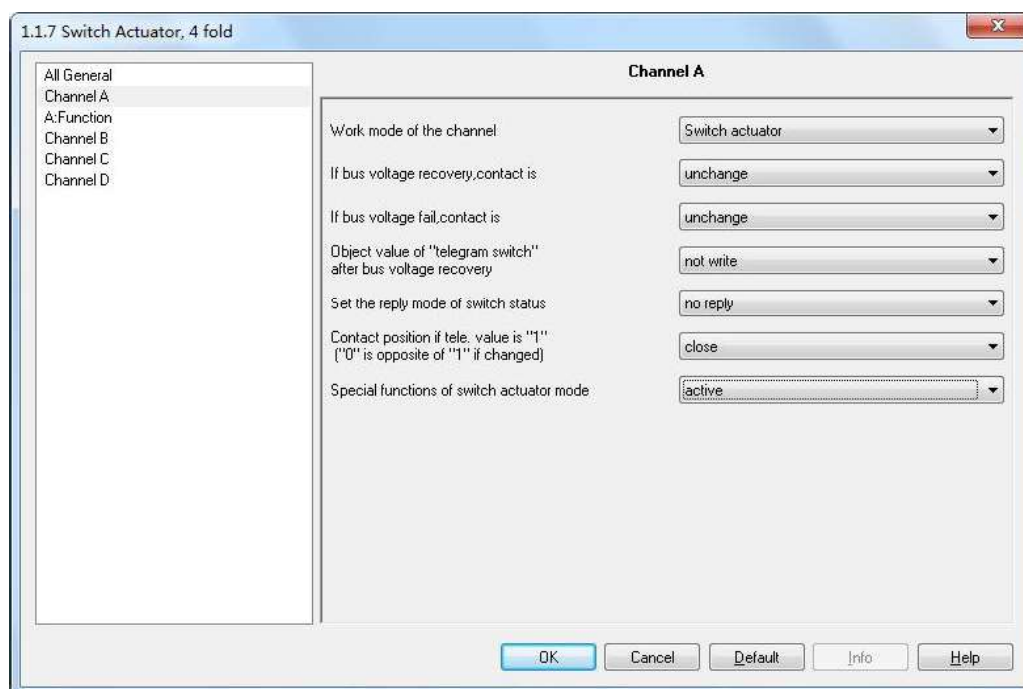 1.1.7 Switch Actuator, 4 fold
All General
Channel A
A:Function
Channel B
Channel C
Channel D
Channel A
Work mode of the channel
Switch actuator
If bus voltage recovery,contact is
unchange
If bus voltage fail,contact is
unchange
Object value of "telegram switch"
after bus voltage recovery
not write
Set the reply mode of switch status
no reply
Contact position if tele. value is "1"
("0" is opposite of "1" if changed)
close
Special functions of switch actuator mode
active
OK
Cancel
Default
Info
Help